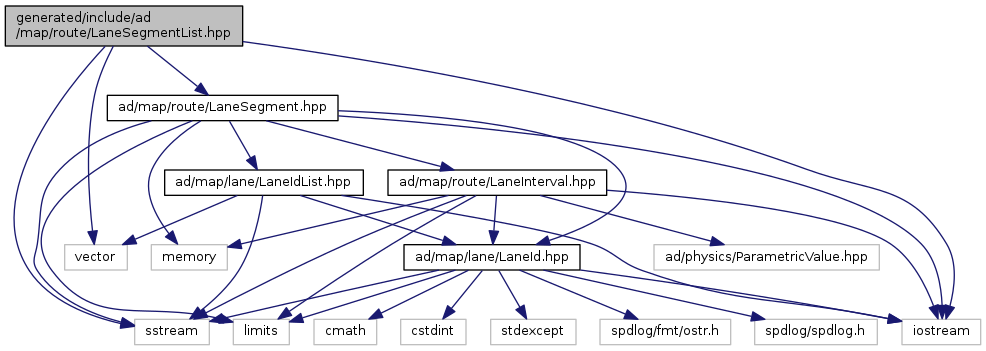 generated/include/ad
/map/route/LaneSegmentList.hpp
ad/map/route/LaneSegment.hpp
ad/map/lane/LaneIdList.hpp
ad/map/route/LaneInterval.hpp
vector
memory
ad/map/lane/LaneId.hpp
ad/physics/ParametricValue.hpp
sstream
limits
cmath
cstdint
stdexcept
spdlog/fmt/ostr.h
spdlog/spdlog.h
iostream